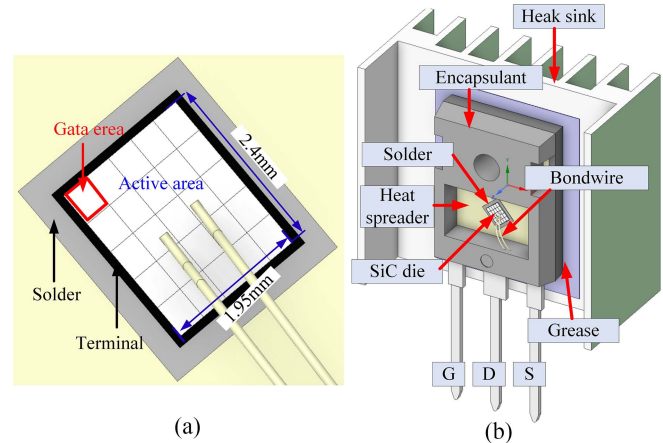 Gata erea
Active area
2.4mm
1.95mm
Solder
Terminal
(a)
Heak sink
Encapsulant
Solder
Bondwire
Heat
spreader
SiC die
Grease
G
D
S
(b)